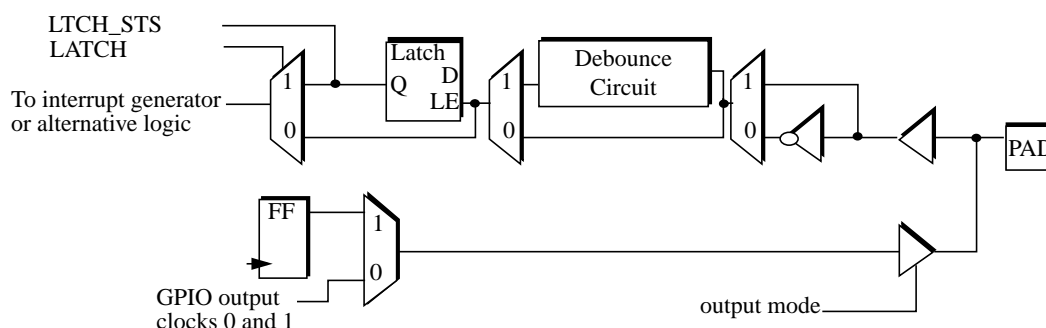 LTCH_STS
LATCH
Latch
D
Q
LE
Debounce
Circuit
1
0
1
0
1
0
To interrupt generator
or alternative logic
PAD
FF
1
0
GPIO output
clocks 0 and 1
output mode